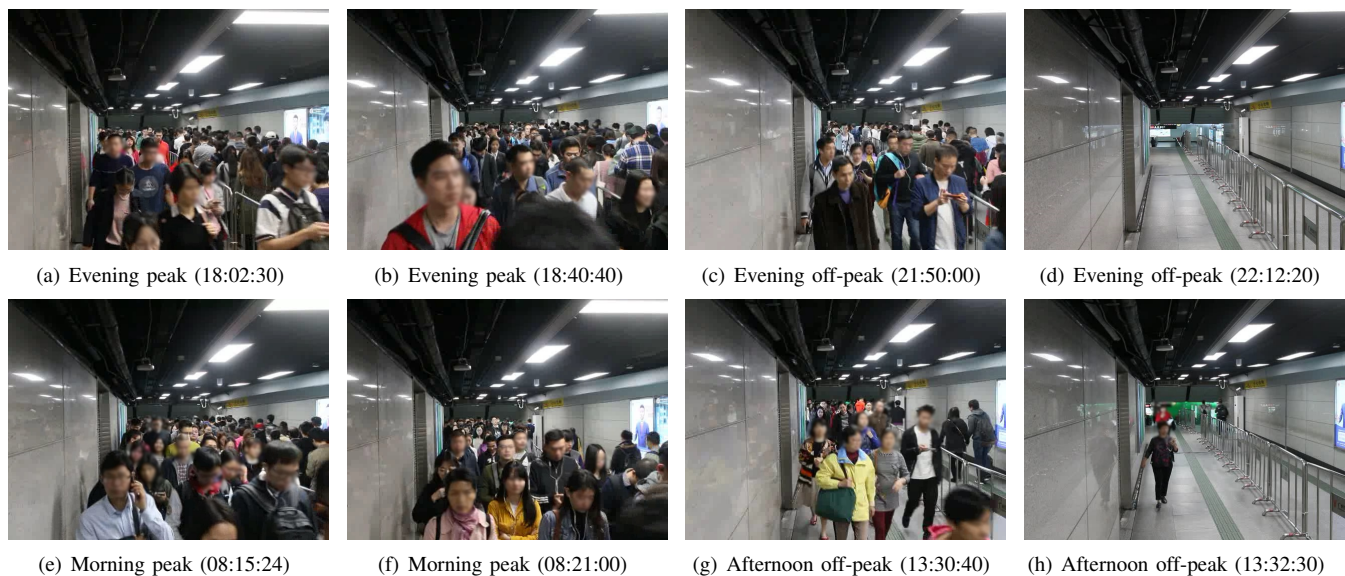 (a) Evening peak (18:02:30)
(b) Evening peak (18:40:40)
(c) Evening off-peak (21:50:00)
(d) Evening off-peak (22:12:20)
(e) Morning peak (08:15:24)
(f) Morning peak (08:21:00)
(g) Afternoon off-peak (13:30:40)
(h) Afternoon off-peak (13:32:30)